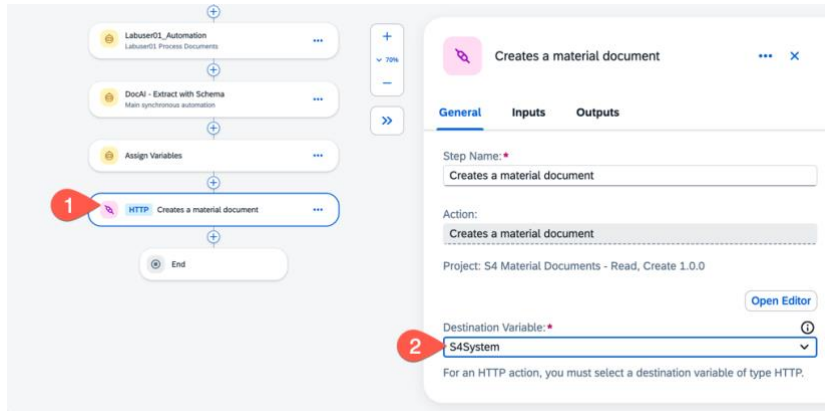 Labuser01_Automation
Labuser01 Process Documents
DocAI - Extract with Schema
Main synchronous automation
Assign Variables
1
HTTP Creates a material document
End
70%
Creates a material document
General Inputs Outputs
Step Name:*
Creates a material document
Action:
Creates a material document
Project: S4 Material Documents - Read, Create 1.0.0
Open Editor
Destination Variable:*
2
S4System
For an HTTP action, you must select a destination variable of type HTTP.